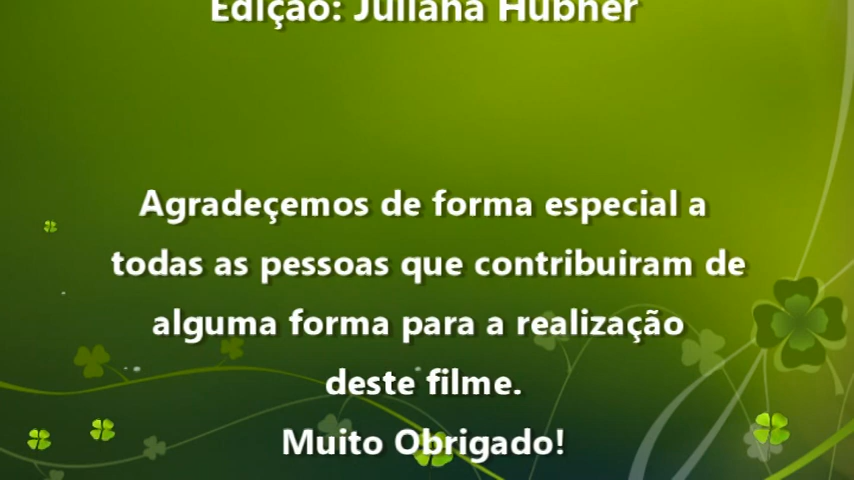 Edição: Juliana Hubner
Agradeçemos de forma especial a
todas as pessoas que contribuiram de
alguma forma para a realização
deste filme.
Muito Obrigado!